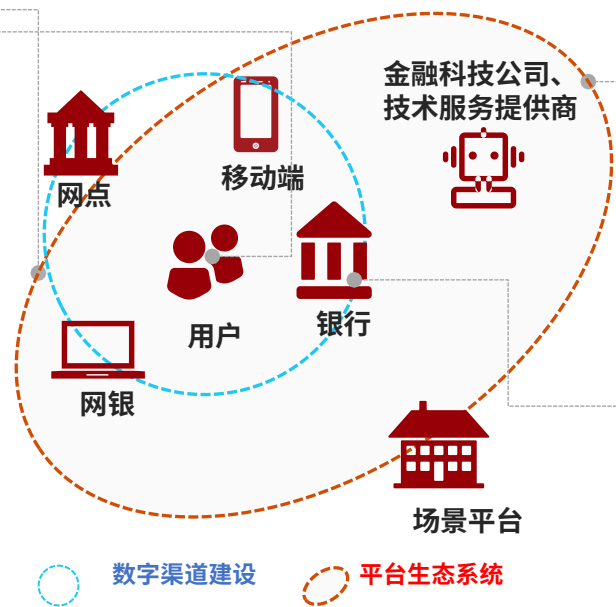 金融科技公司、
技术服务提供商
移动端
网点
用户
银行
网银
场景平台
数字渠道建设
平台生态系统